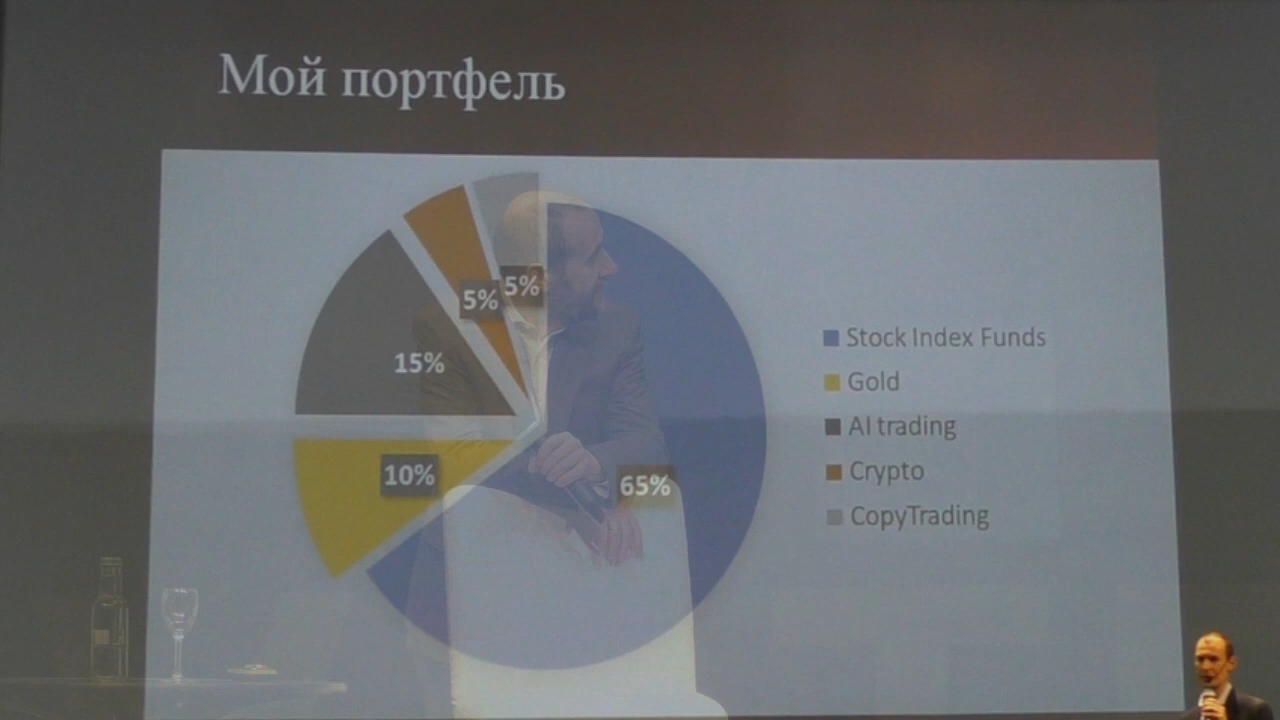 Мой портфель
5%
5%
15%
10%
65%
Stock Index Funds
Gold
AI trading
Crypto
CopyTrading